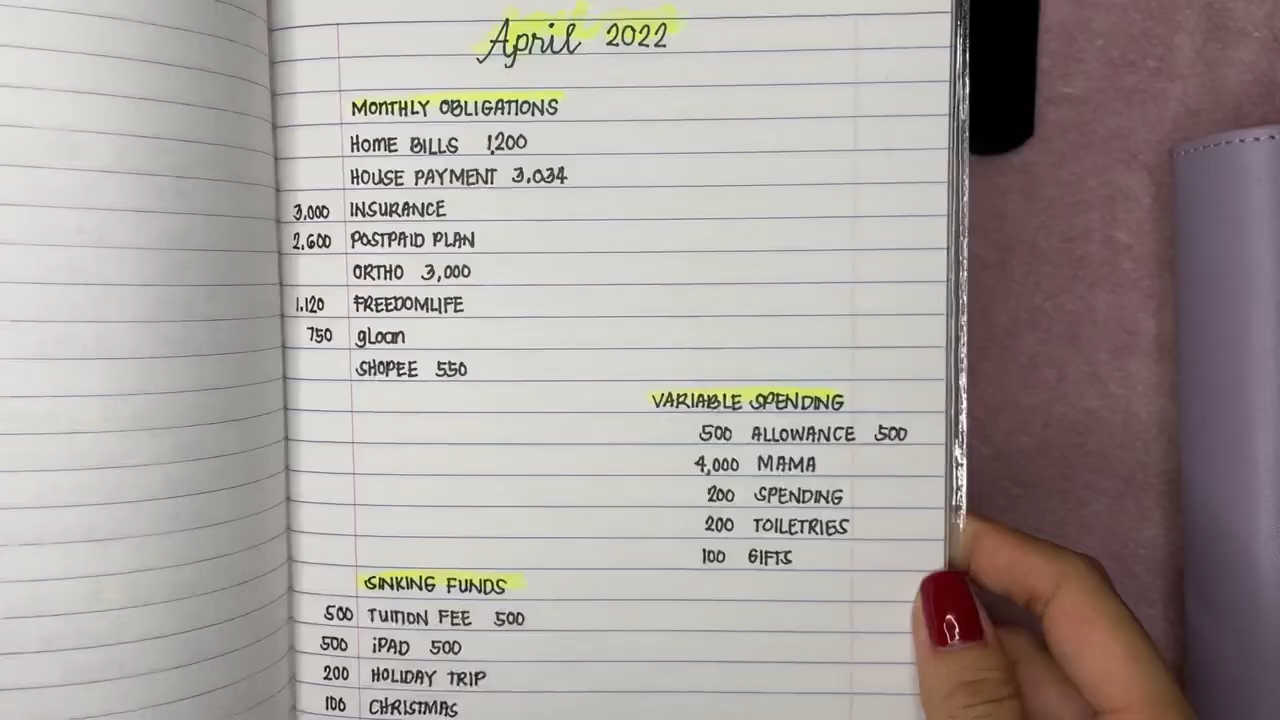 April 2022
MONTHLY OBLIGATIONS
HOME BILLS 1,200
HOUSE PAYMENT 3.034
3,000 INSURANCE
2,600 POSTPAID PLAN
ORTHO 3,000
1.120 FREEDOMLIFE
750 gLoan
SHOPEE 550
VARIABLE SPENDING
500 ALLOWANCE 500
4,000 MAMA
200 SPENDING
200 TOILETRIES
100 GIFTS
SINKING FUNDS
500 TUITION FEE 500
500 iPAD 500
200 HOLIDAY TRIP
100 CHRISTMAS